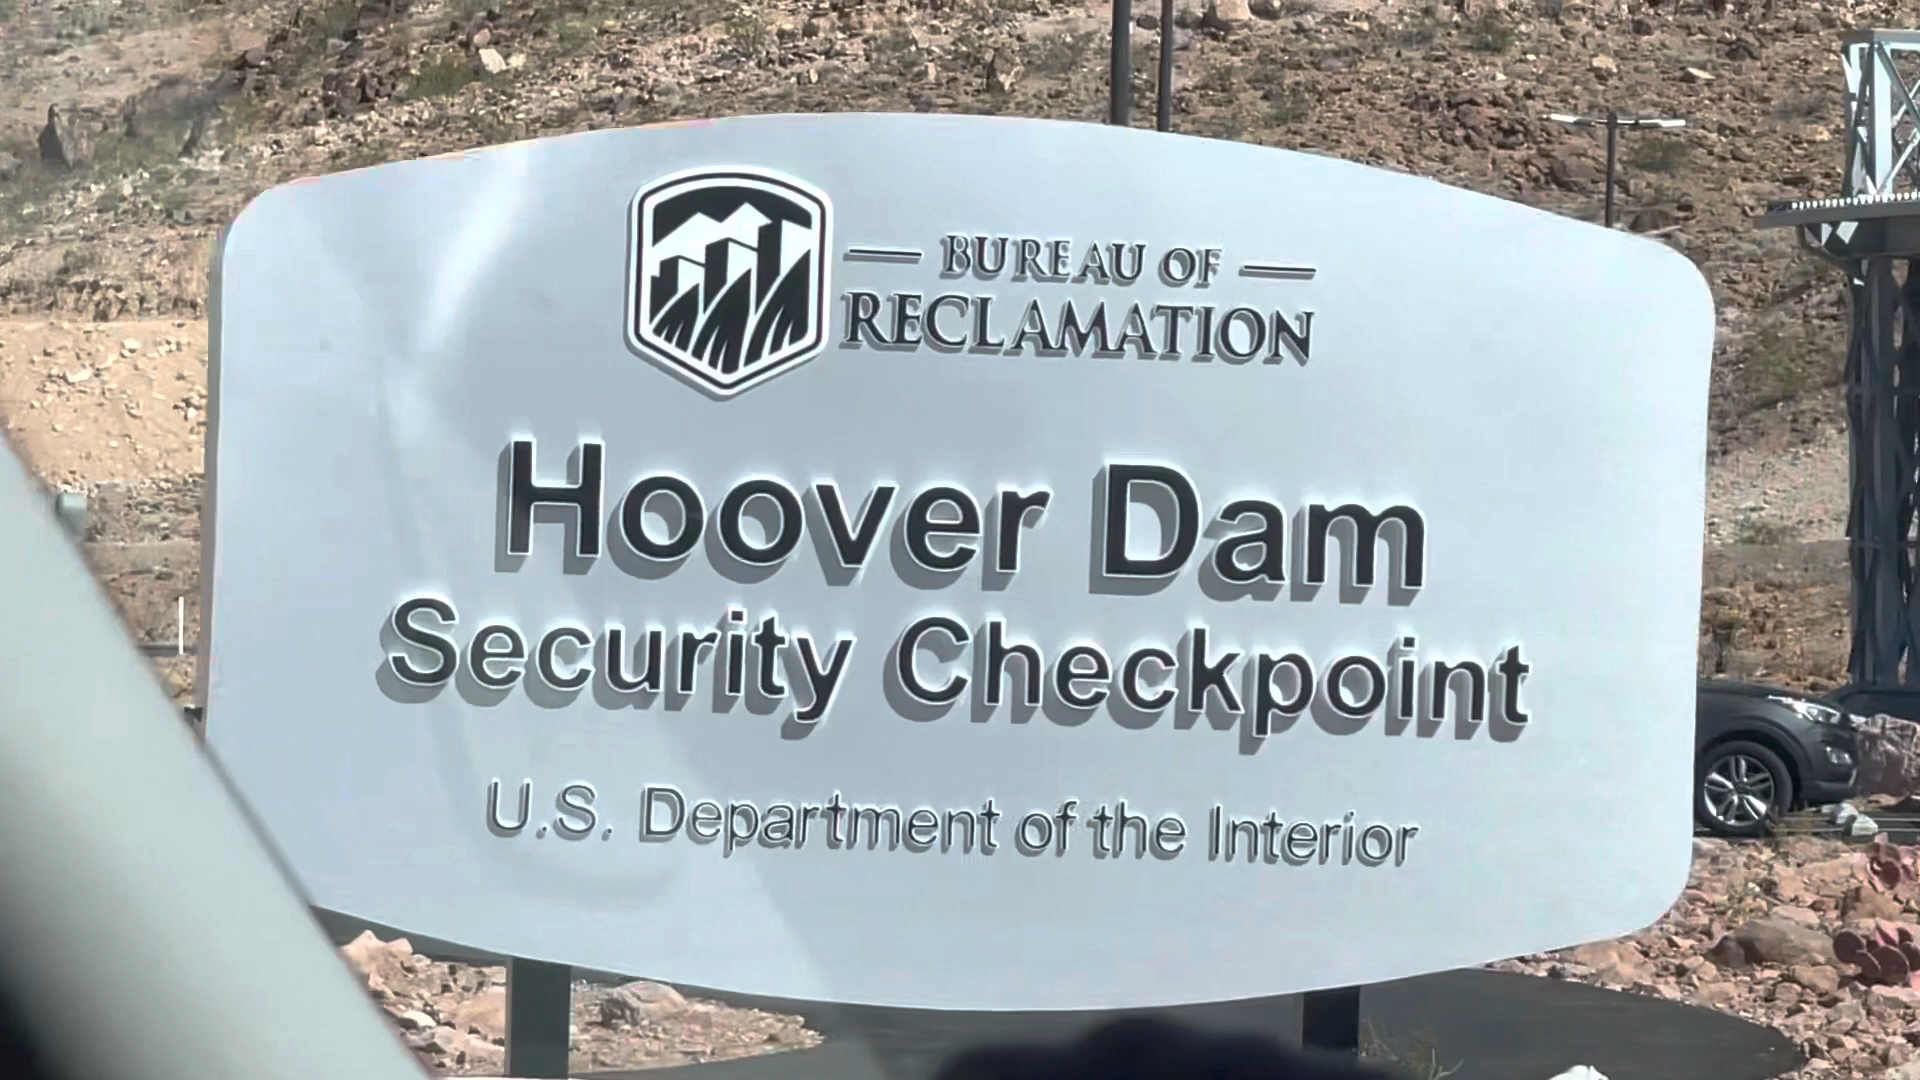 BUREAU OF
RECLAMATION
Hoover Dam
Security Checkpoint
U.S. Department of the Interior